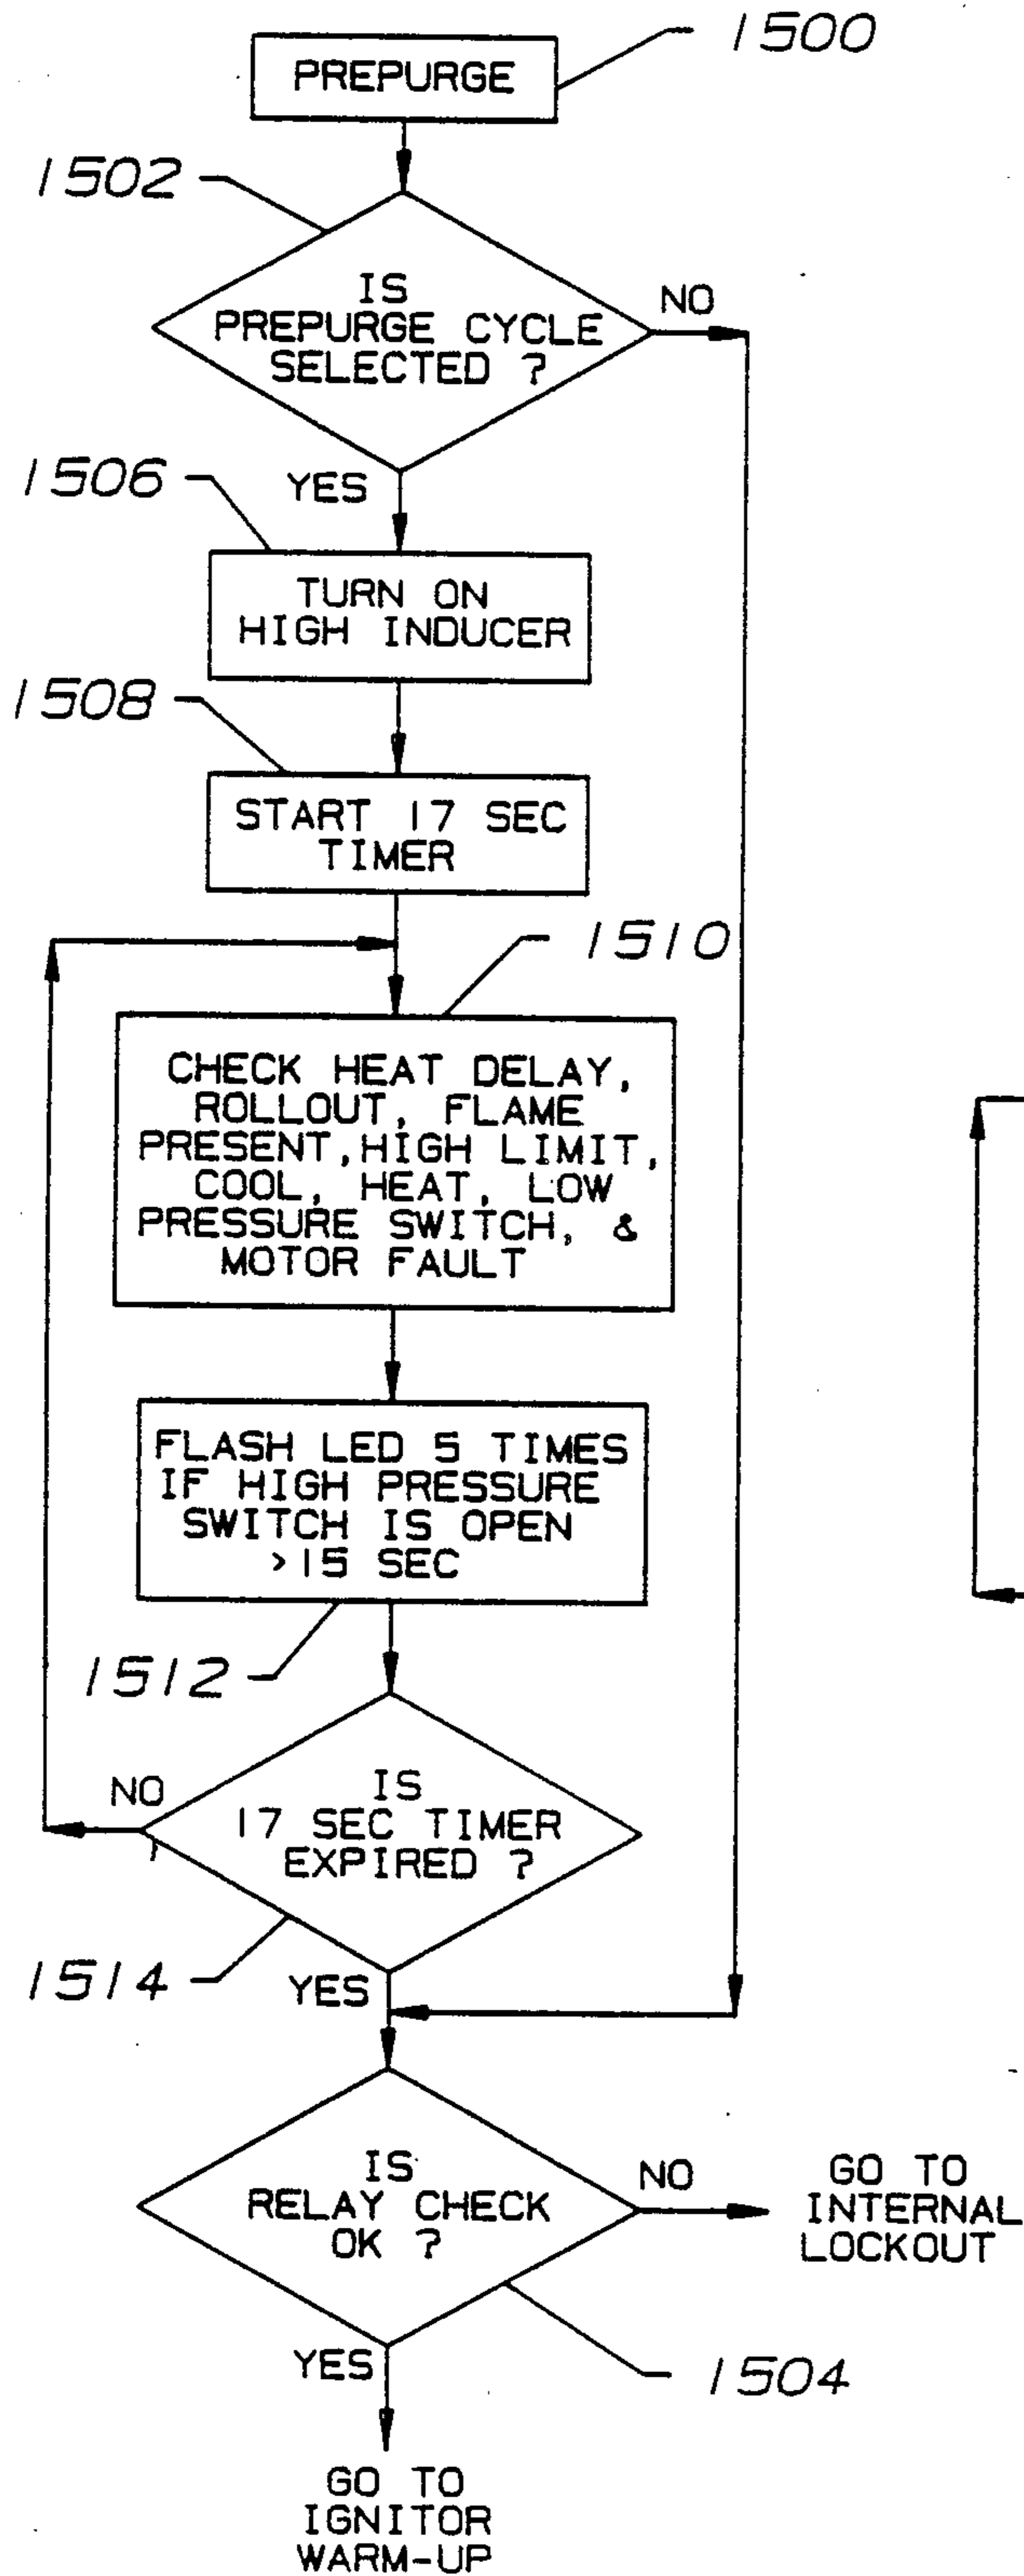 1500
PREPURGE
1502
IS
PREPURGE CYCLE
SELECTED ?
NO
YES
1506
TURN ON
HIGH INDUCER
1508
START 17 SEC
TIMER
1510
CHECK HEAT DELAY,
ROLLOUT, FLAME
PRESENT, HIGH LIMIT,
COOL, HEAT, LOW
PRESSURE SWITCH, &
MOTOR FAULT
FLASH LED 5 TIMES
IF HIGH PRESSURE
SWITCH IS OPEN
>15 SEC
1512
NO
IS
17 SEC TIMER
EXPIRED ?
1514
YES
IS
RELAY CHECK
OK ?
NO
GO TO
INTERNAL
LOCKOUT
YES
1504
GO TO
IGNITOR
WARM-UP